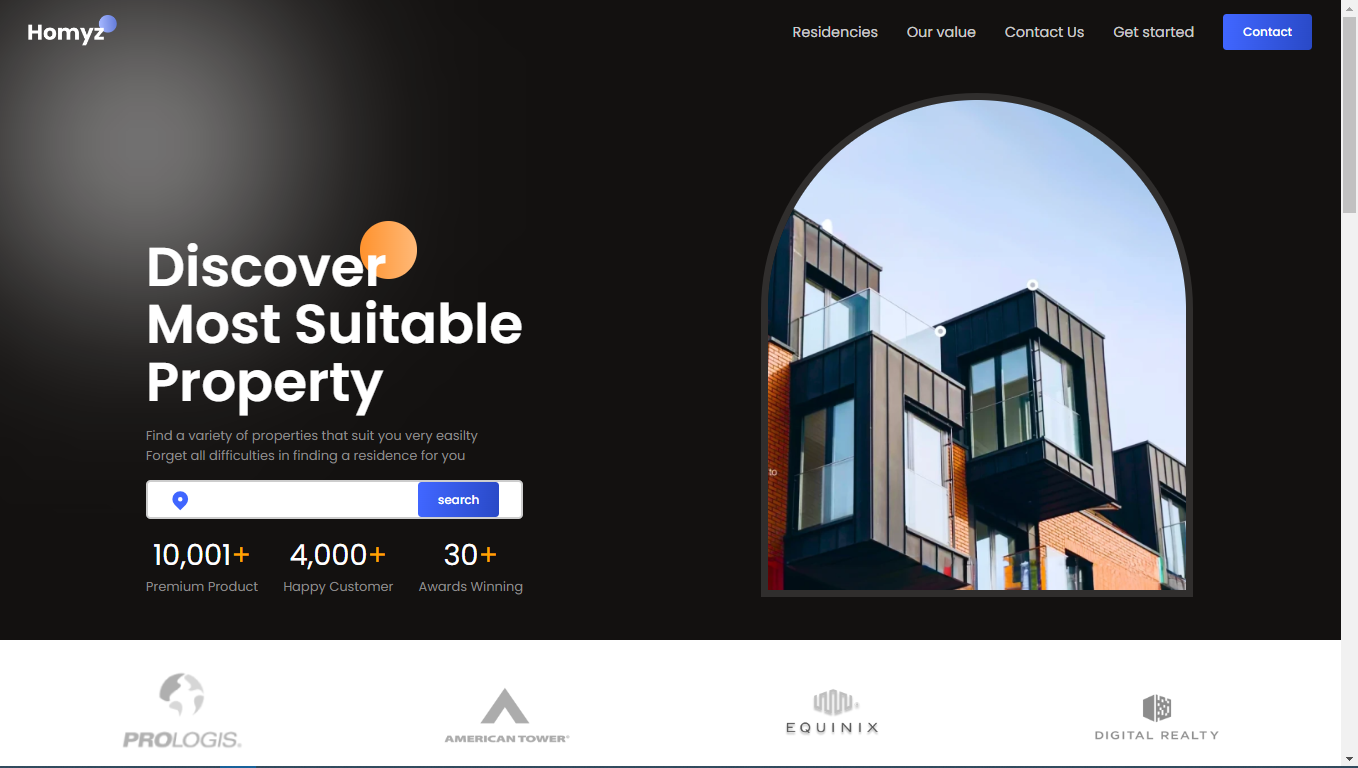 Homyz
Residencies
Our value
Contact Us
Get started
Contact
Discover
Most Suitable
Property
Find a variety of properties that suit you very easilty
Forget all difficulties in finding a residence for you
search
10,001+
4,000+
30+
Premium Product
Happy Customer
Awards Winning
to
PROLOGIS.
AMERICAN TOWER
EQUINIX
DIGITAL REALTY